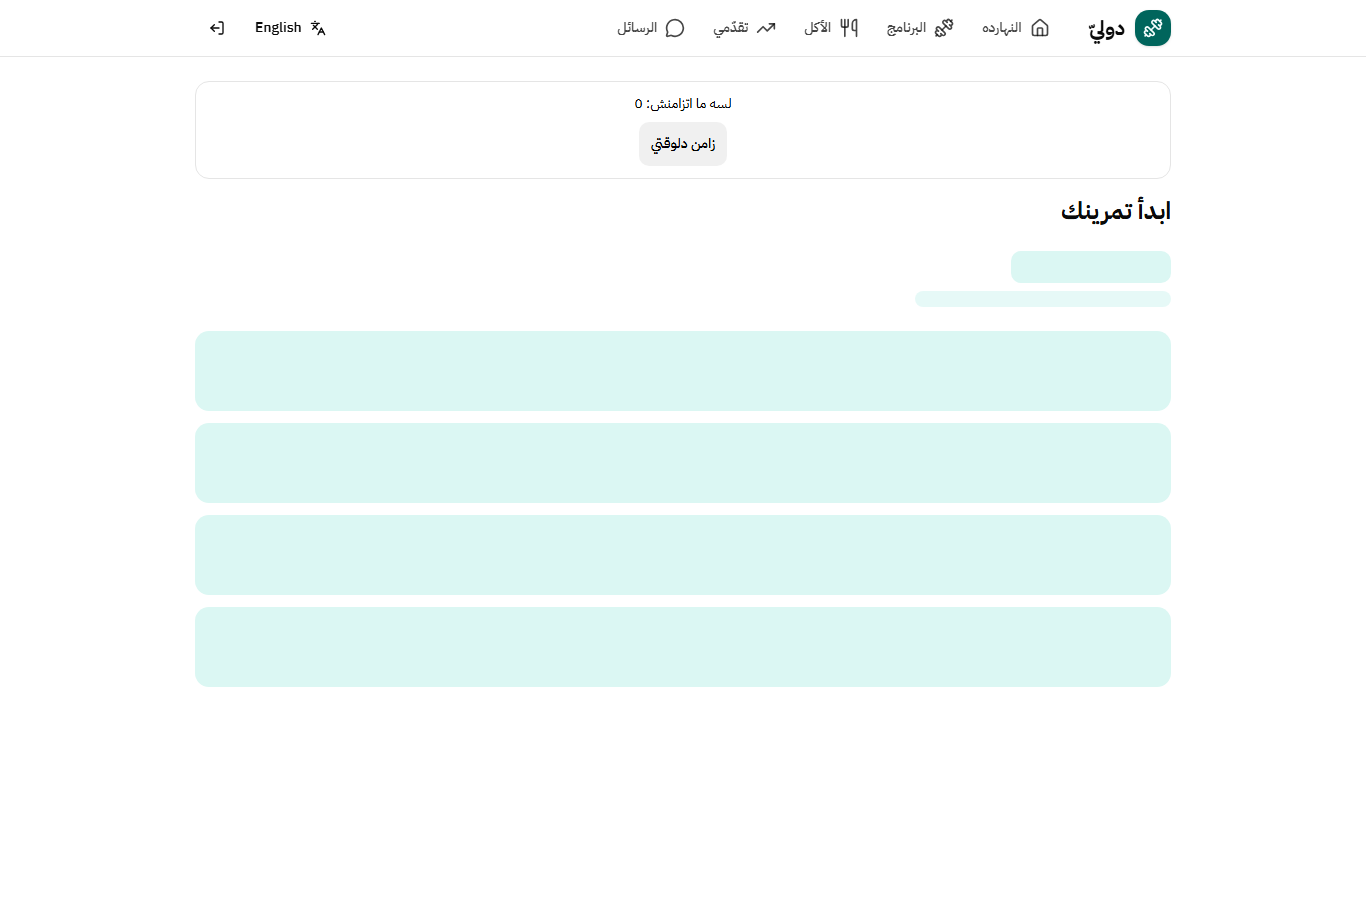 دوليّ
النهارده
البرنامج
الأكل
تقدّمي
الرسائل
English
لسه ما اتزامنش: 0
زامن دلوقتي
ابدأ تمرينك